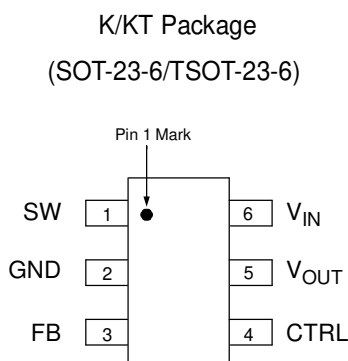 K/KT Package
(SOT-23-6/TSOT-23-6)
Pin 1 Mark
SW 1 6 VIN
GND 2 5 VOUT
FB 3 4 CTRL